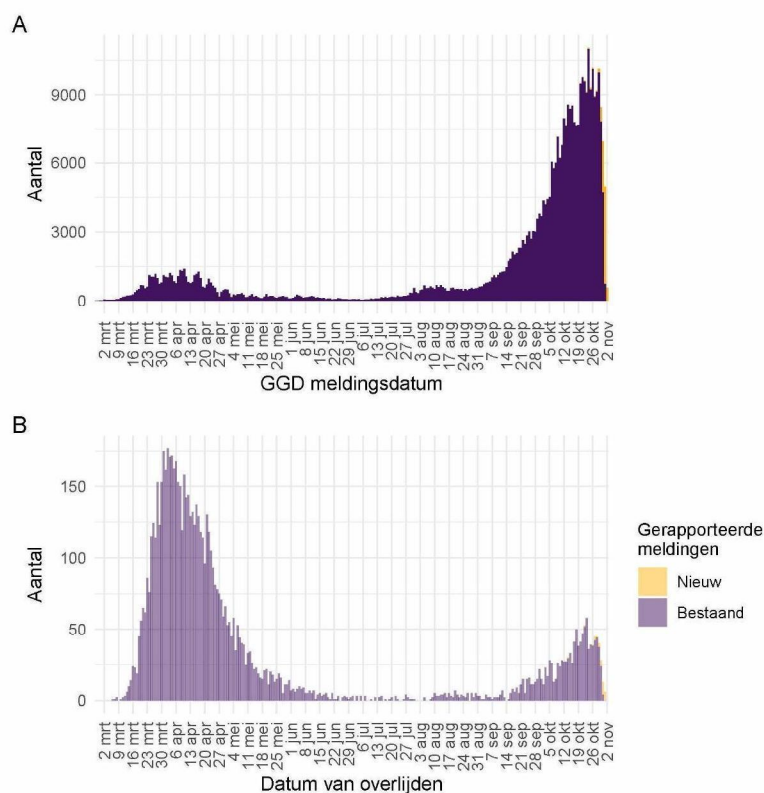 A
9000
6000
3000
0
Aantal
2 mrt
9 mrt
16 mrt
23 mrt
30 mrt
6 apr
13 apr
20 apr
27 apr
4 mei
11 mei
18 mei
25 mei
1 jun
8 jun
15 jun
22 jun
29 jun
6 jul
13 jul
20 jul
27 jul
3 aug
10 aug
17 aug
24 aug
31 aug
7 sep
14 sep
21 sep
28 sep
5 okt
12 okt
19 okt
26 okt
2 nov
GGD meldingsdatum
B
150
100
50
0
Aantal
2 mrt
9 mrt
16 mrt
23 mrt
30 mrt
6 apr
13 apr
20 apr
27 apr
4 mei
11 mei
18 mei
25 mei
1 jun
8 jun
15 jun
22 jun
29 jun
6 jul
13 jul
20 jul
27 jul
3 aug
10 aug
17 aug
24 aug
31 aug
7 sep
14 sep
21 sep
28 sep
5 okt
12 okt
19 okt
26 okt
2 nov
Datum van overlijden
Gerapporteerde
meldingen
Nieuw
Bestaand